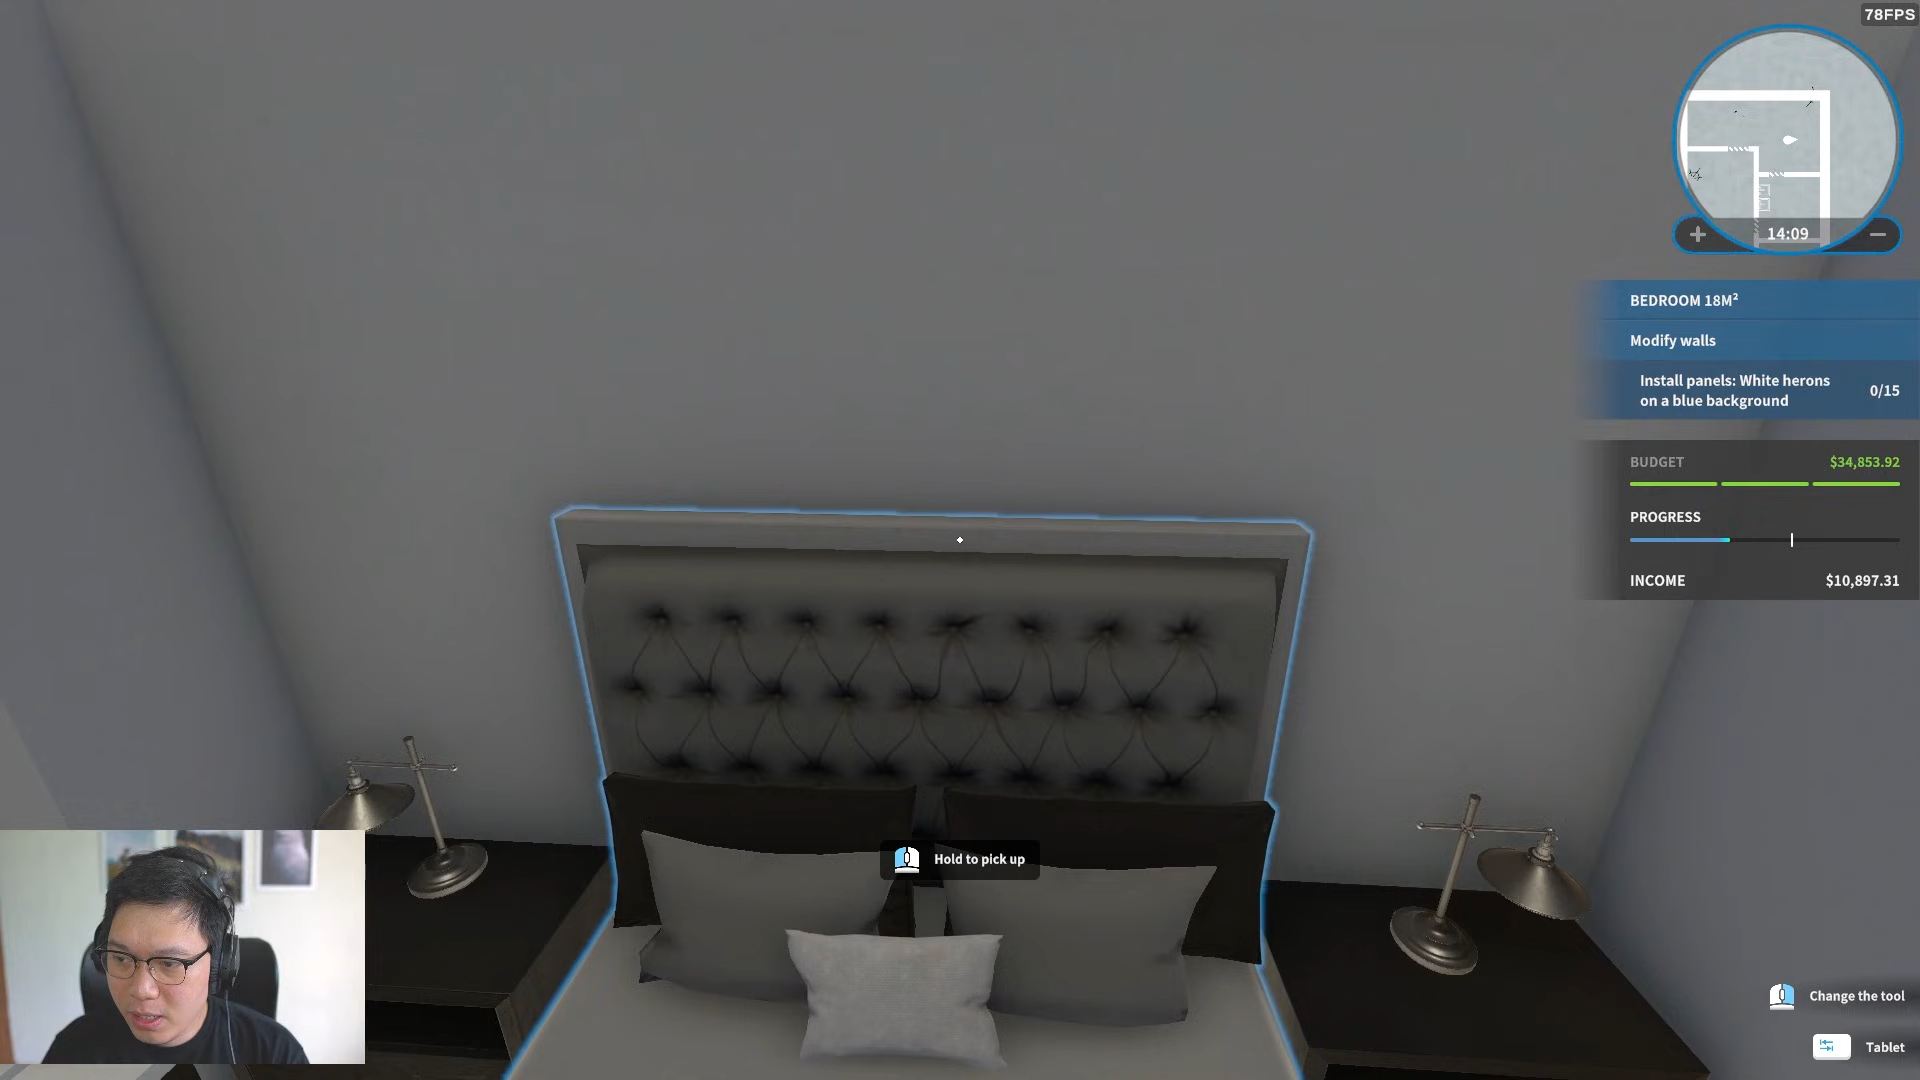 78FPS
14:09
BEDROOM 18M²
Modify walls
Install panels: White herons
on a blue background
0/15
BUDGET
$34,853.92
PROGRESS
INCOME
$10,897.31
Hold to pick up
Change the tool
Tablet